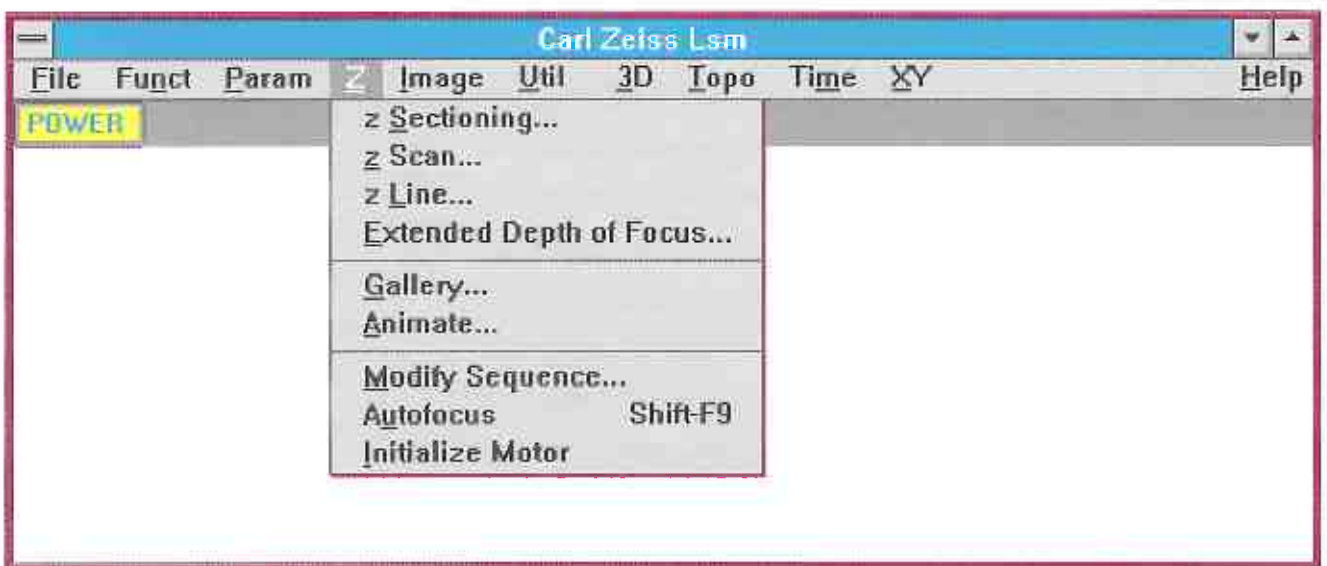 Carl Zeiss Lsm
File Funct Param Z Image Util 3D Topo Time XY Help
POWER
z Sectioning...
z Scan...
z Line...
Extended Depth of Focus...
Gallery...
Animate...
Modify Sequence...
Autofocus Shift-F9
Initialize Motor